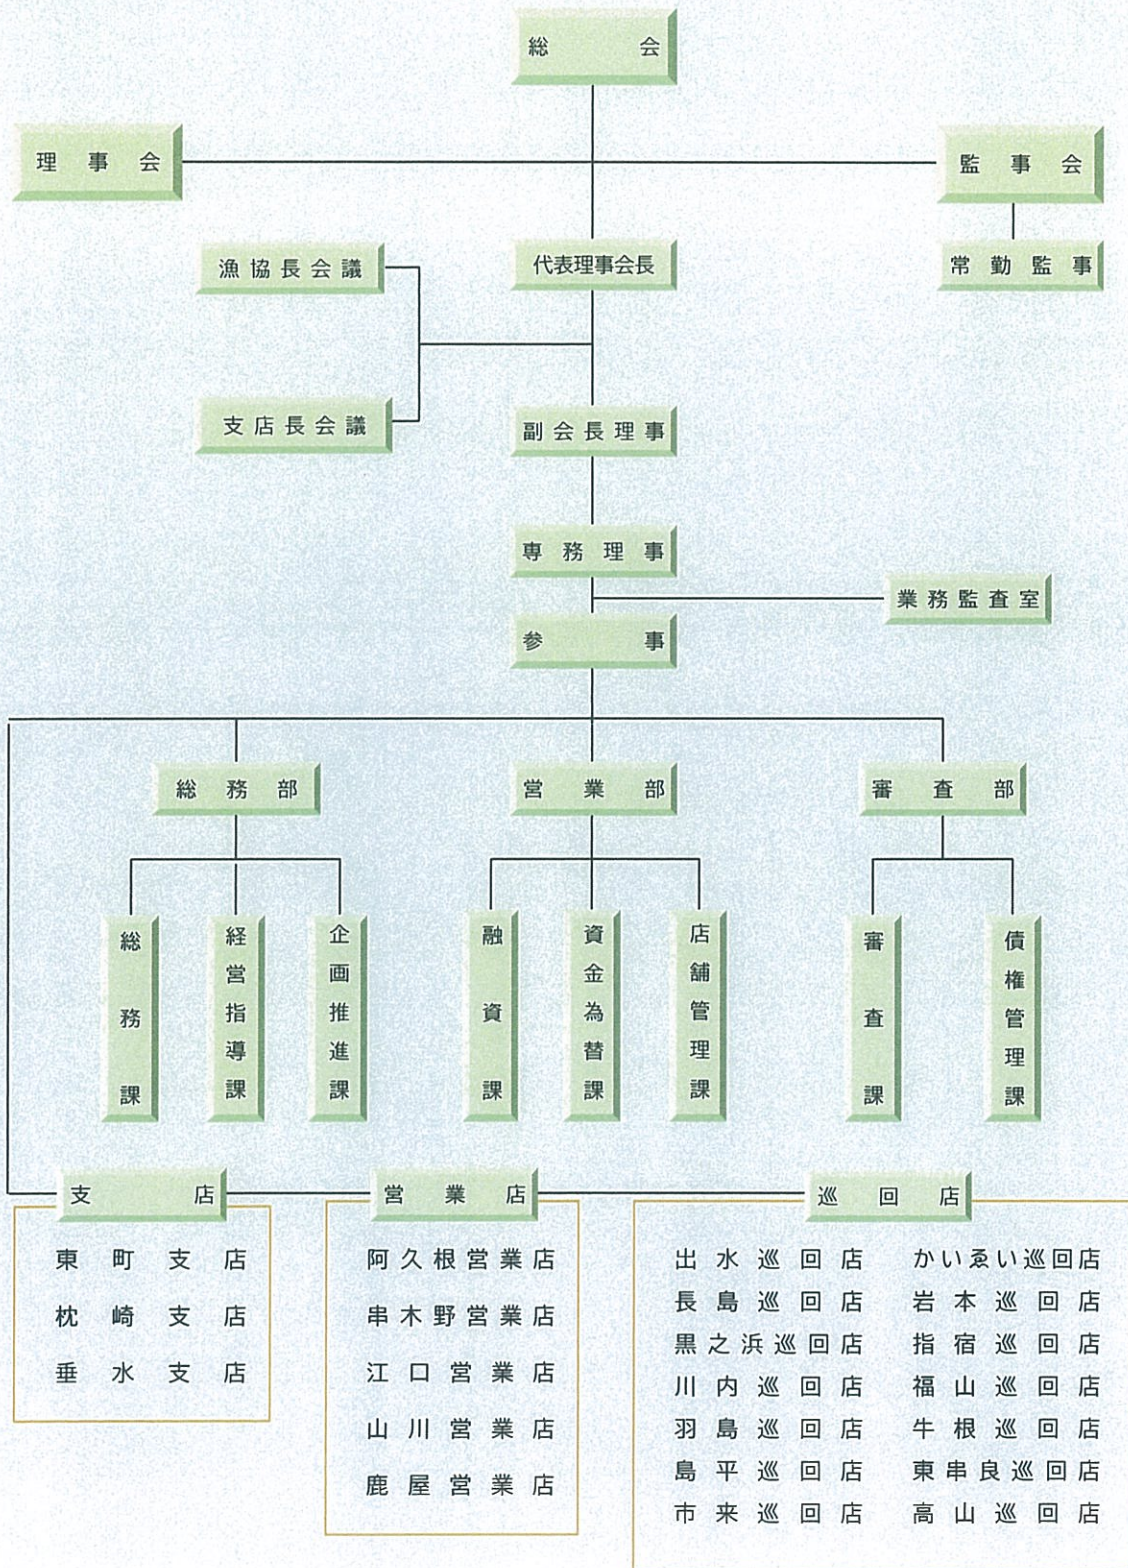 総会
理事会
監事会
漁協長会議
代表理事会長
常勤監事
支店長会議
副会長理事
専務理事
業務監査室
参事
総務部
営業部
審査部
総務課
経営指導課
企画推進課
融資課
資金為替課
店舗管理課
審査課
債権管理課
支店
東町支店
枕崎支店
垂水支店
営業店
阿久根営業店
串木野営業店
江口営業店
山川営業店
鹿屋営業店
巡回店
出水巡回店
長島巡回店
黒之浜巡回店
川内巡回店
羽島巡回店
島平巡回店
市来巡回店
かいゑい巡回店
岩本巡回店
指宿巡回店
福山巡回店
牛根巡回店
東串良巡回店
高山巡回店